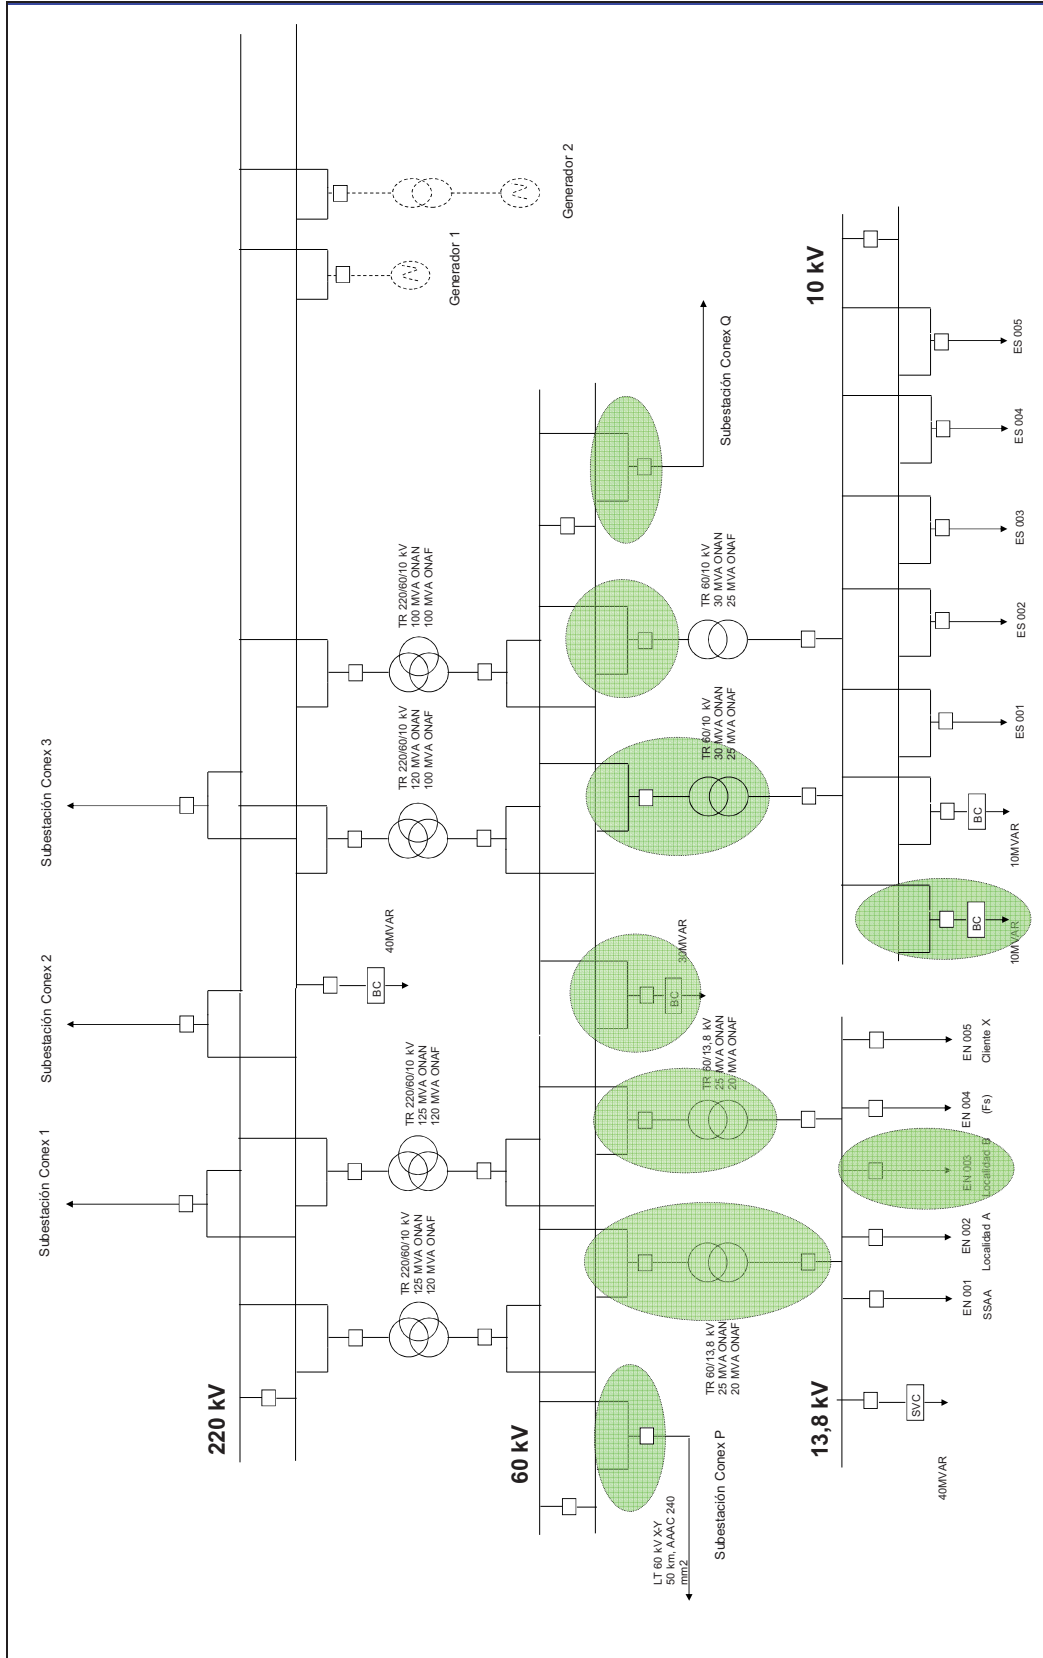 Subestación Conex 1
Subestación Conex 2
Subestación Conex 3
220 kV
TR 220/60/10 kV
125 MVA ONAN
120 MVA ONAF
TR 220/60/10 kV
125 MVA ONAN
120 MVA ONAF
BC
40MVAR
TR 220/60/10 kV
120 MVA ONAN
100 MVA ONAF
TR 220/60/10 kV
100 MVA ONAN
100 MVA ONAF
Generador 1
Generador 2
60 kV
LT 60 kV X-Y
50 km, AAAC 240
mm2
Subestación Conex P
TR 60/13,8 kV
25 MVA ONAN
20 MVA ONAF
TR 60/13,8 kV
25 MVA ONAN
20 MVA ONAF
BC
30MVAR
TR 60/10 kV
30 MVA ONAN
25 MVA ONAF
TR 60/10 kV
30 MVA ONAN
25 MVA ONAF
Subestación Conex Q
13,8 kV
SVC
40MVAR
EN 001
SSAA
EN 002
Localidad A
EN 003
Localidad B
EN 004
(Fs)
EN 005
Cliente X
10 kV
BC
10MVAR
BC
10MVAR
ES 001
ES 002
ES 003
ES 004
ES 005